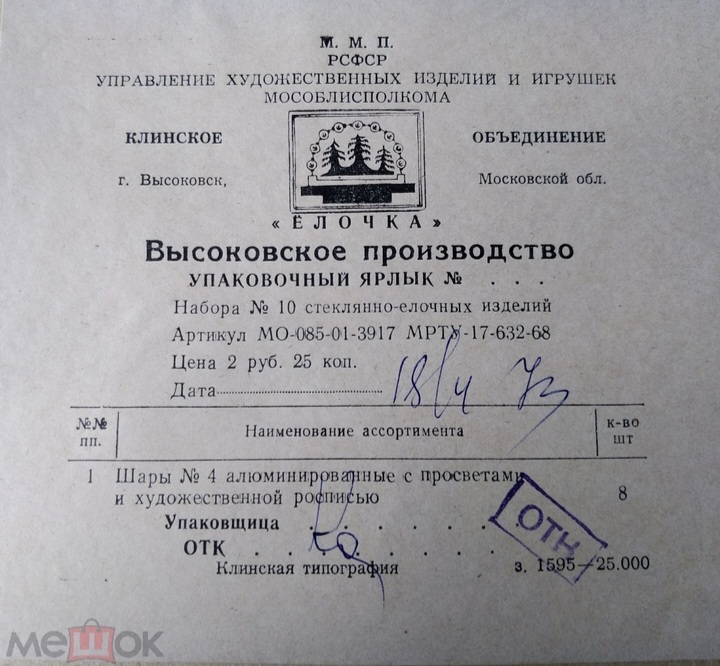 М. М. П.
РСФСР
УПРАВЛЕНИЕ ХУДОЖЕСТВЕННЫХ ИЗДЕЛИЙ И ИГРУШЕК
МОСОБЛИСПОЛКОМА
КЛИНСКОЕ ОБЪЕДИНЕНИЕ
г. Высоковск, Московской обл.
«ЁЛОЧКА»
Высоковское производство
УПАКОВОЧНЫЙ ЯРЛЫК № . . .
Набора № 10 стеклянно-елочных изделий
Артикул МО-085-01-3917 МРТУ-17-632-68
Цена 2 руб. 25 коп.
Дата 18/4 73
№№ пп. Наименование ассортимента к-во шт
1 Шары № 4 алюминированные с просветами
и художественной росписью 8
Упаковщица . . . . . .
ОТК . . . . . . .
ОТК
Клинская типография з. 1595—25.000
мешок